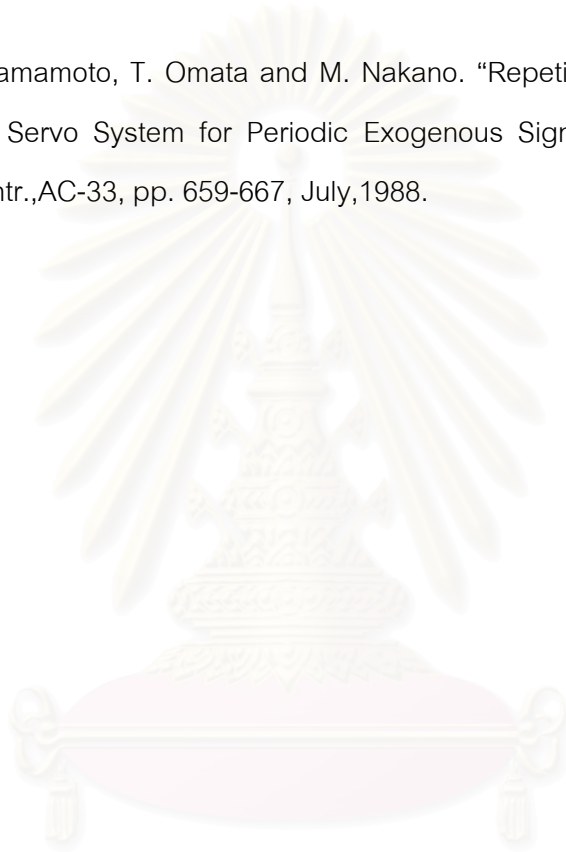 amamoto, T. Omata and M. Nakano. “Repeti
Servo System for Periodic Exogenous Sign
ntr.,AC-33, pp. 659-667, July,1988.